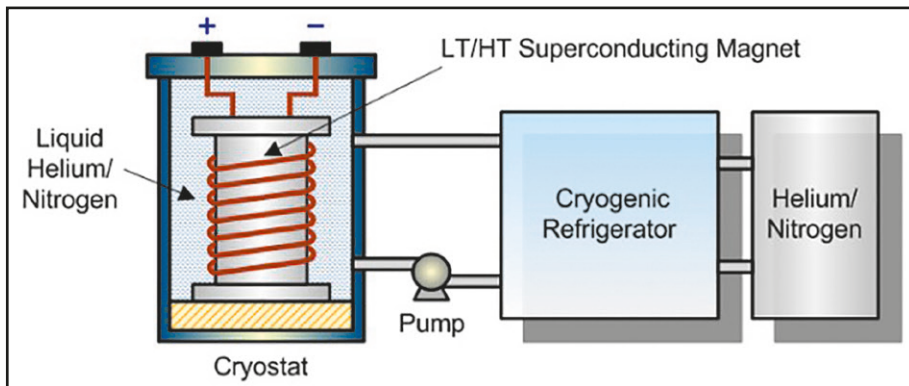 + −
LT/HT Superconducting Magnet
Liquid
Helium/
Nitrogen
Cryogenic
Refrigerator
Helium/
Nitrogen
Pump
Cryostat